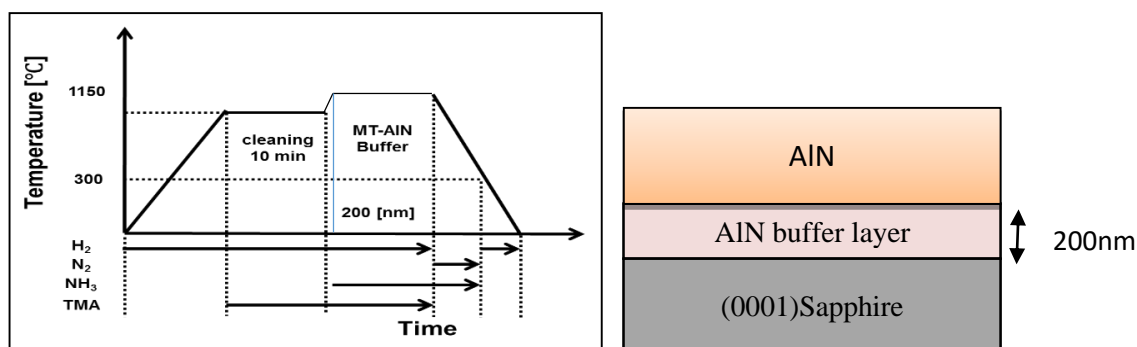 Temperature [℃]
1150
300
cleaning
10 min
MT-AlN
Buffer
200 [nm]
H2
N2
NH3
TMA
Time
AlN
AlN buffer layer
200nm
(0001)Sapphire